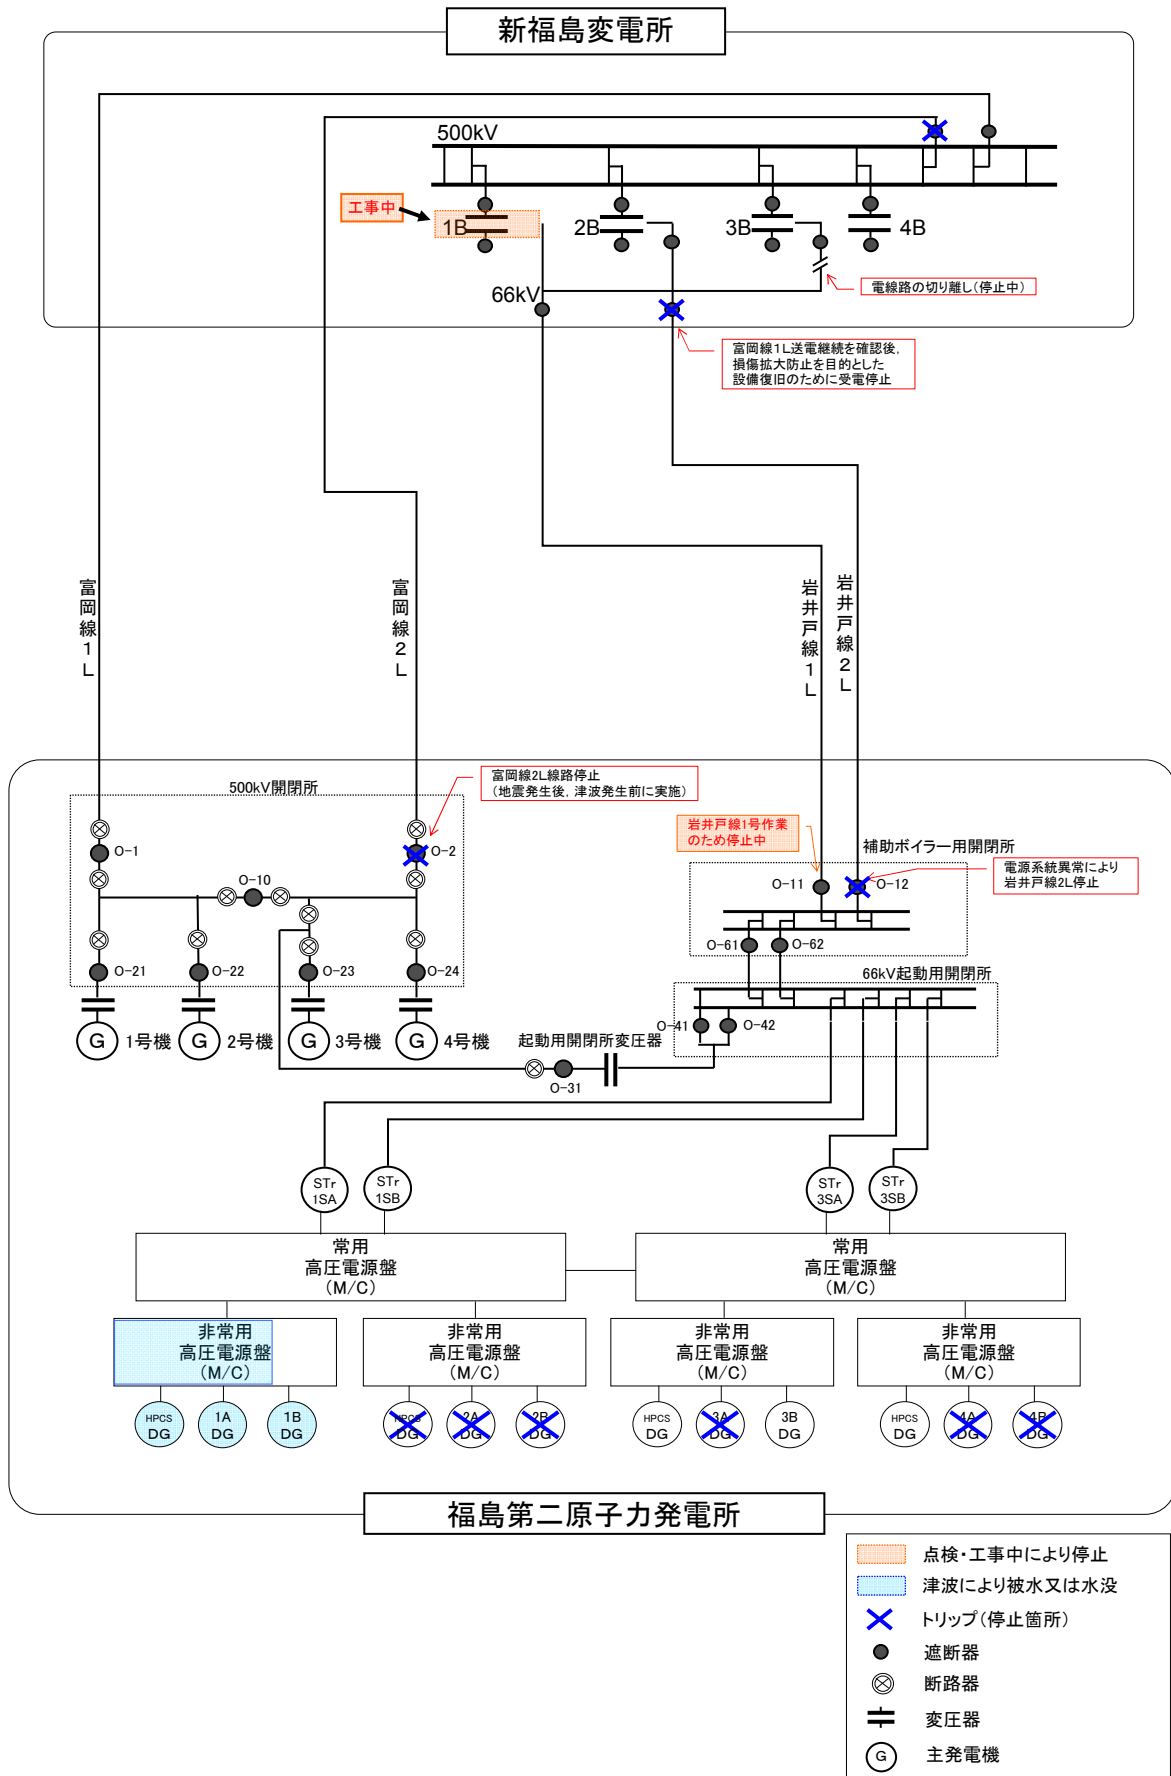 新福島変電所
500kV
工事中
1B
2B
3B
4B
66kV
電線路の切り離し(停止中)
富岡線1L送電継続を確認後,
損傷拡大防止を目的とした
設備復旧のために受電停止
富岡線1L
富岡線2L
岩井戸線1L
岩井戸線2L
500kV開閉所
富岡線2L線路停止
(地震発生後, 津波発生前に実施)
O-1
O-2
O-10
O-21
O-22
O-23
O-24
G 1号機
G 2号機
G 3号機
G 4号機
岩井戸線1号作業
のため停止中
補助ボイラー用開閉所
電源系統異常により
岩井戸線2L停止
O-11
O-12
O-61
O-62
66kV起動用開閉所
O-41
O-42
起動用開閉所変圧器
O-31
STr
1SA
STr
1SB
STr
3SA
STr
3SB
常用
高圧電源盤
(M/C)
常用
高圧電源盤
(M/C)
非常用
高圧電源盤
(M/C)
非常用
高圧電源盤
(M/C)
非常用
高圧電源盤
(M/C)
非常用
高圧電源盤
(M/C)
HPCS
DG
1A
DG
1B
DG
HPCS
DG
2A
DG
2B
DG
HPCS
DG
3A
DG
3B
DG
HPCS
DG
4A
DG
4B
DG
福島第二原子力発電所
点検・工事中により停止
津波により被水又は水没
トリップ(停止箇所)
遮断器
断路器
変圧器
G 主発電機